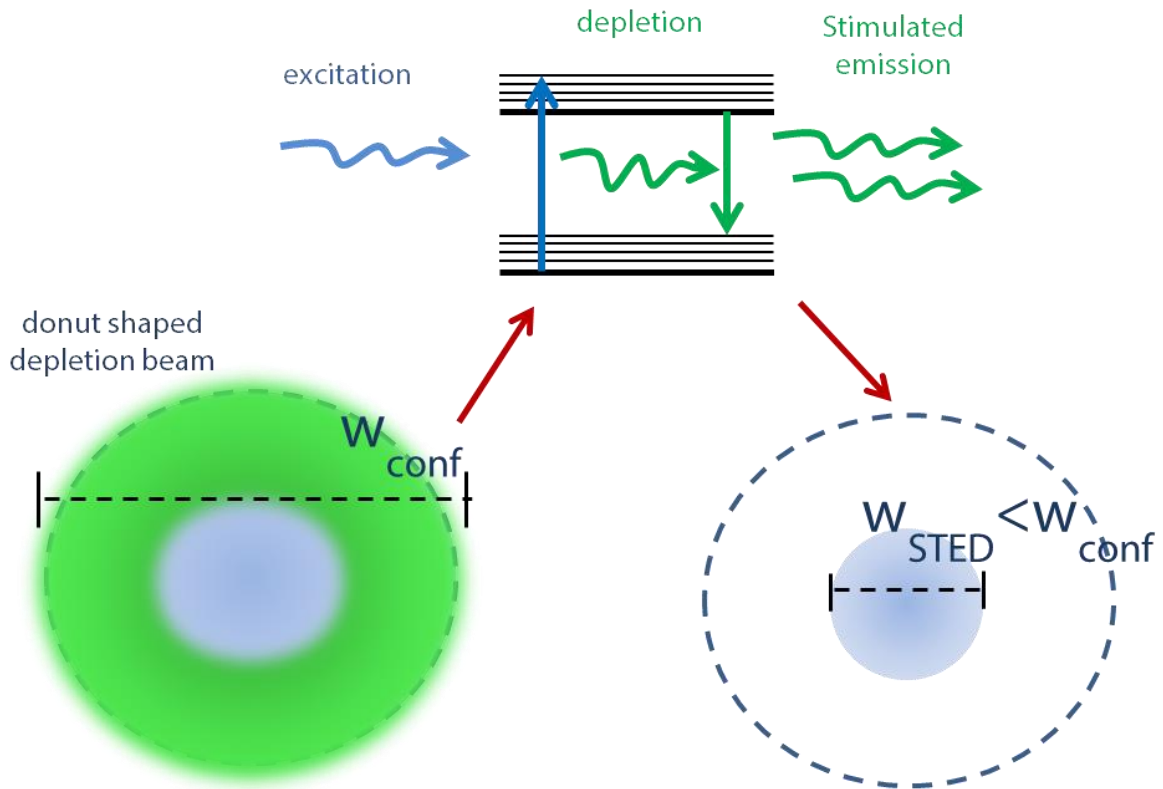 depletion
Stimulated
emission
excitation
donut shaped
depletion beam
w conf
w STED <w conf